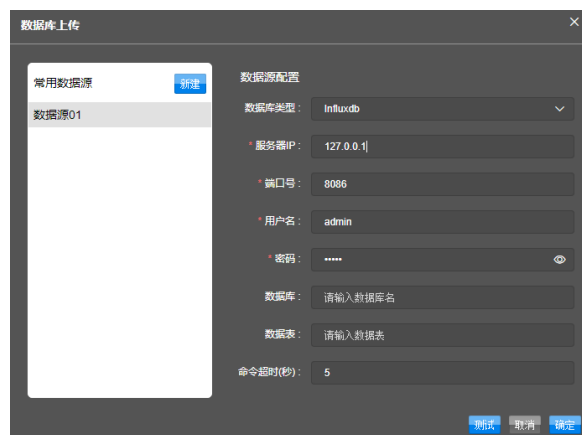 数据库上传
常用数据源 新建
数据源01
数据源配置
数据库类型: Influxdb
*服务器IP: 127.0.0.1
*端口号: 8086
*用户名: admin
*密码: •••••
数据库: 请输入数据库名
数据表: 请输入数据表
命令超时(秒): 5
测试 取消 确定